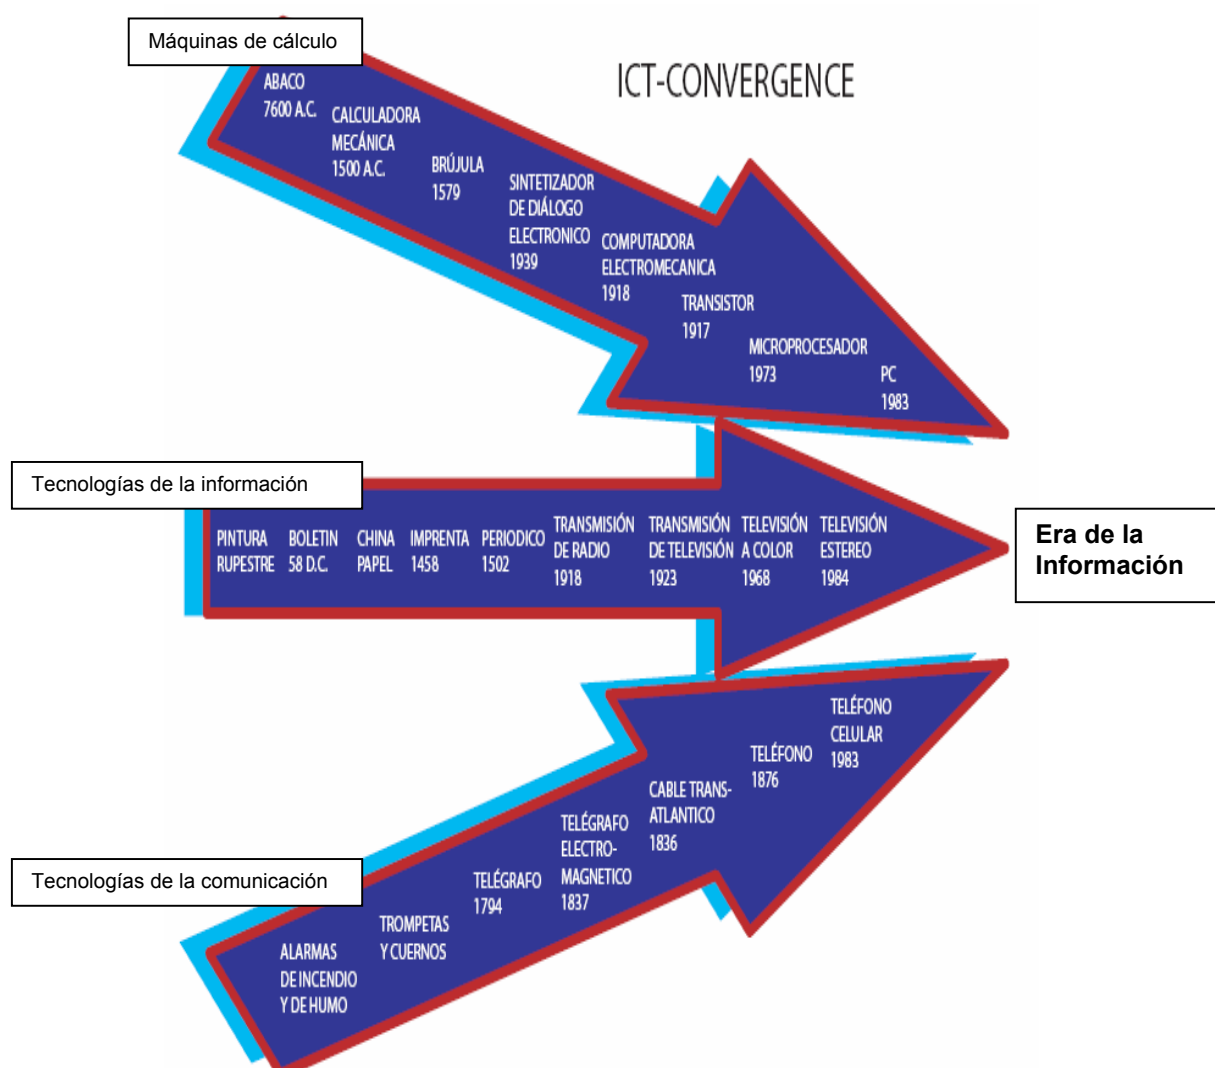 Máquinas de cálculo
ICT-CONVERGENCE
ABACO
7600 A.C.
CALCULADORA
MECÁNICA
1500 A.C.
BRÚJULA
1579
SINTETIZADOR
DE DIÁLOGO
ELECTRONICO
1939
COMPUTADORA
ELECTROMECANICA
1918
TRANSISTOR
1917
MICROPROCESADOR
1973
PC
1983
Tecnologías de la información
PINTURA
RUPESTRE
BOLETIN
58 D.C.
CHINA
PAPEL
IMPRENTA
1458
PERIODICO
1502
TRANSMISIÓN
DE RADIO
1918
TRANSMISIÓN
DE TELEVISIÓN
1923
TELEVISIÓN
A COLOR
1968
TELEVISIÓN
ESTEREO
1984
Era de la
Información
Tecnologías de la comunicación
ALARMAS
DE INCENDIO
Y DE HUMO
TROMPETAS
Y CUERNOS
TELÉGRAFO
1794
TELÉGRAFO
ELECTRO-
MAGNETICO
1837
CABLE TRANS-
ATLANTICO
1836
TELÉFONO
1876
TELÉFONO
CELULAR
1983